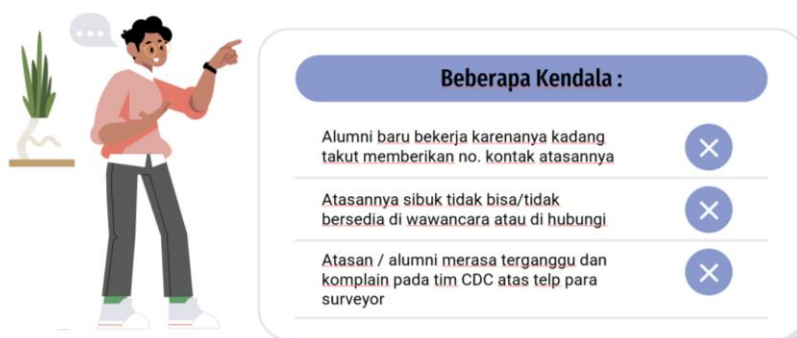 Beberapa Kendala :
Alumni baru bekerja karenanya kadang
takut memberikan no. kontak atasannya
Atasannya sibuk tidak bisa/tidak
bersedia di wawancara atau di hubungi
Atasan / alumni merasa terganggu dan
komplain pada tim CDC atas telp para
surveyor